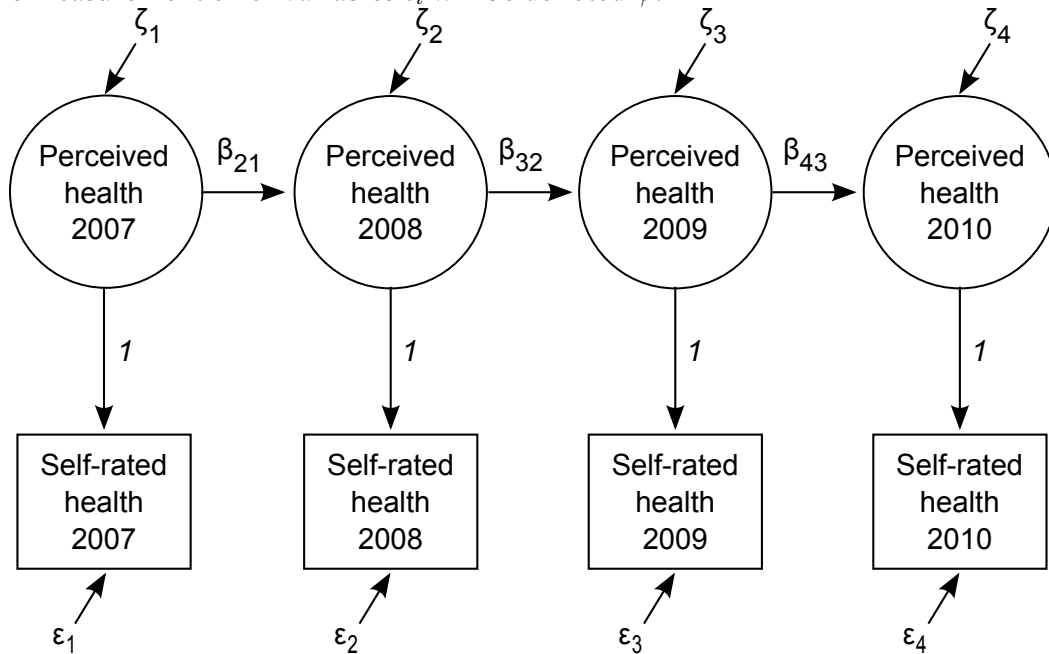 ζ1
ζ2
ζ3
ζ4
Perceived
health
2007
β21
Perceived
health
2008
β32
Perceived
health
2009
β43
Perceived
health
2010
1
1
1
1
Self-rated
health
2007
Self-rated
health
2008
Self-rated
health
2009
Self-rated
health
2010
ε1
ε2
ε3
ε4